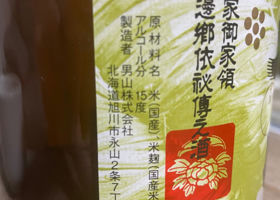 家御家領
邊鄉依祕傳之酒
原材料名 米(国産)、米麹(国産米
アルコール分 15度
製造者 男山株式会社
北海道旭川市永山2条7丁